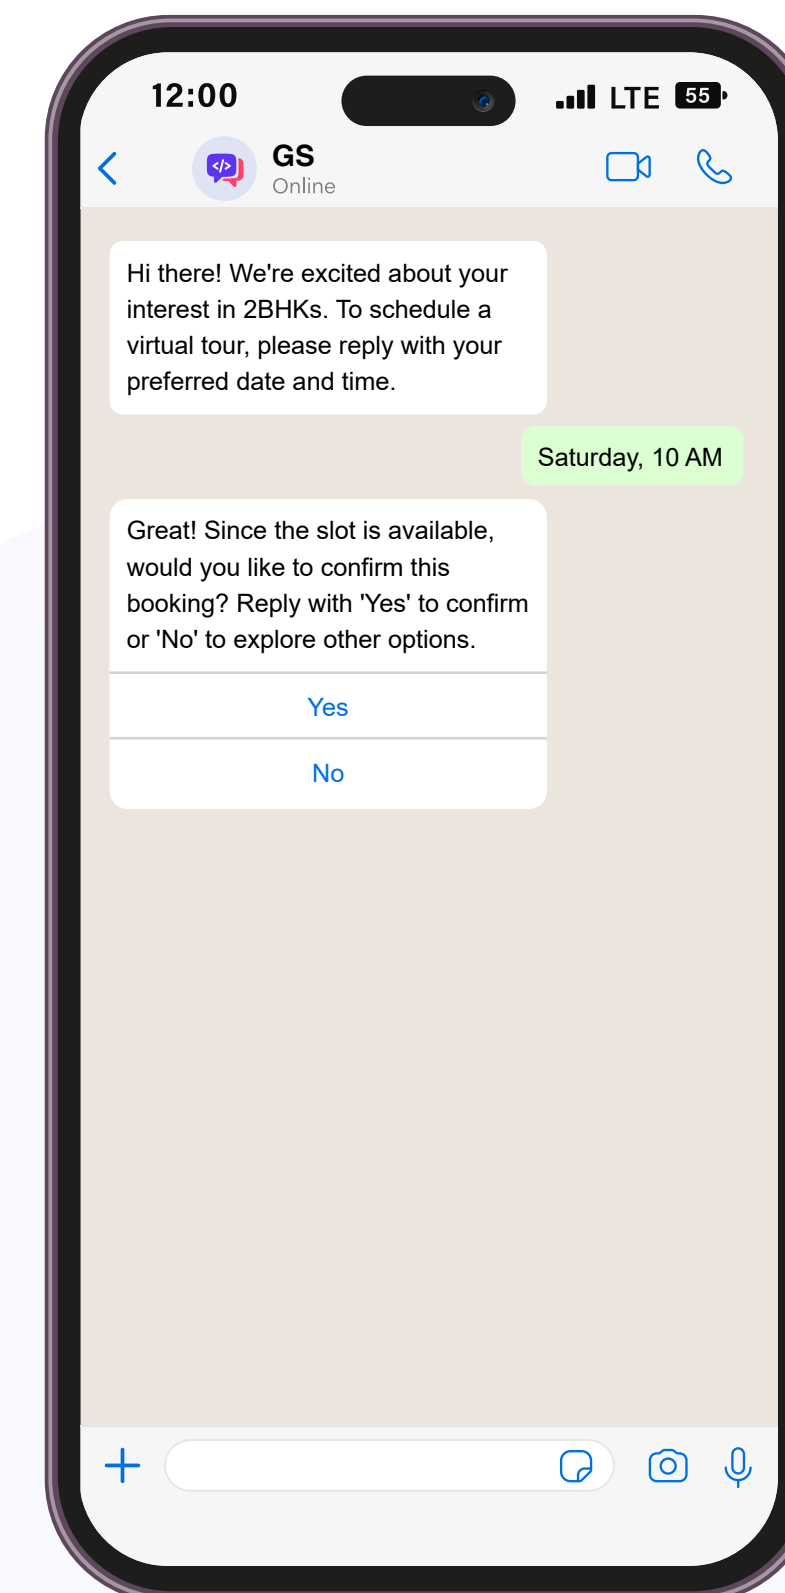 12:00 LTE 55
GS
Online
Hi there! We're excited about your
interest in 2BHKs. To schedule a
virtual tour, please reply with your
preferred date and time.
Saturday, 10 AM
Great! Since the slot is available,
would you like to confirm this
booking? Reply with 'Yes' to confirm
or 'No' to explore other options.
Yes
No